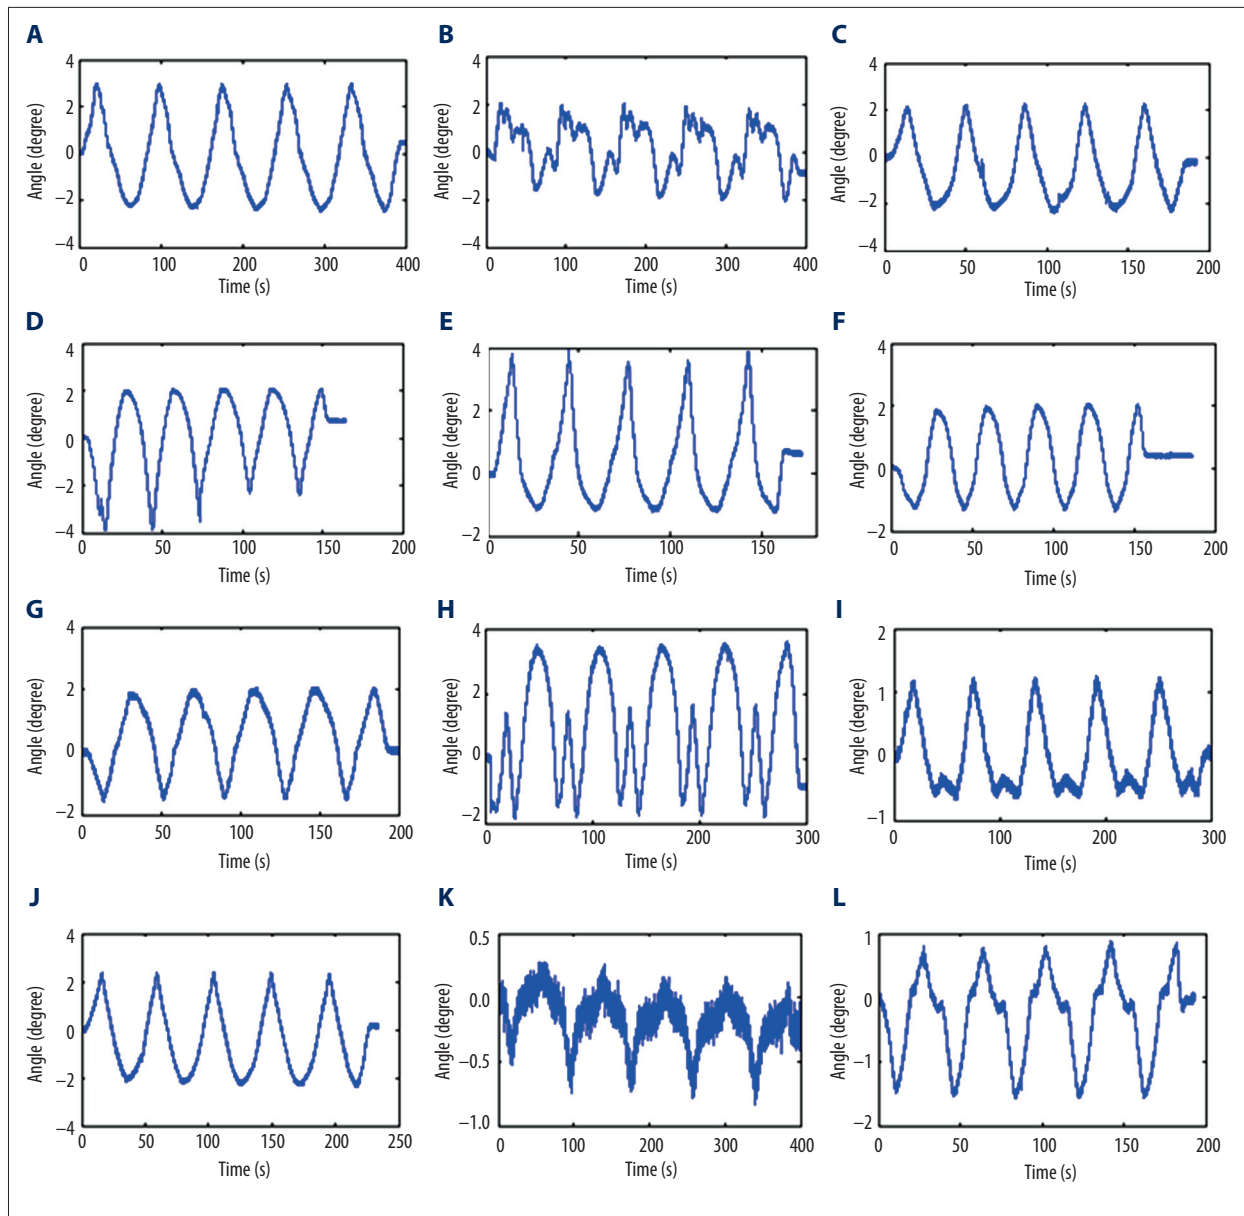 A
4
2
0
−2
−4
Angle (degree)
0 100 200 300 400
Time (s)
B
4
2
0
−2
−4
Angle (degree)
0 100 200 300 400
Time (s)
C
4
2
0
−2
−4
Angle (degree)
0 50 100 150 200
Time (s)
D
4
2
0
−2
−4
Angle (degree)
0 50 100 150 200
Time (s)
E
4
2
0
−2
Angle (degree)
0 50 100 150
Time (s)
F
4
2
0
−2
Angle (degree)
0 50 100 150 200
Time (s)
G
4
2
0
−2
Angle (degree)
0 50 100 150 200
Time (s)
H
4
2
0
−2
Angle (degree)
0 100 200 300
Time (s)
I
2
1
0
−1
Angle (degree)
0 100 200 300
Time (s)
J
4
2
0
−2
−4
Angle (degree)
0 50 100 150 200 250
Time (s)
K
0.5
0.0
−0.5
−1.0
Angle (degree)
0 100 200 300 400
Time (s)
L
1
0
−1
−2
Angle (degree)
0 50 100 150 200
Time (s)